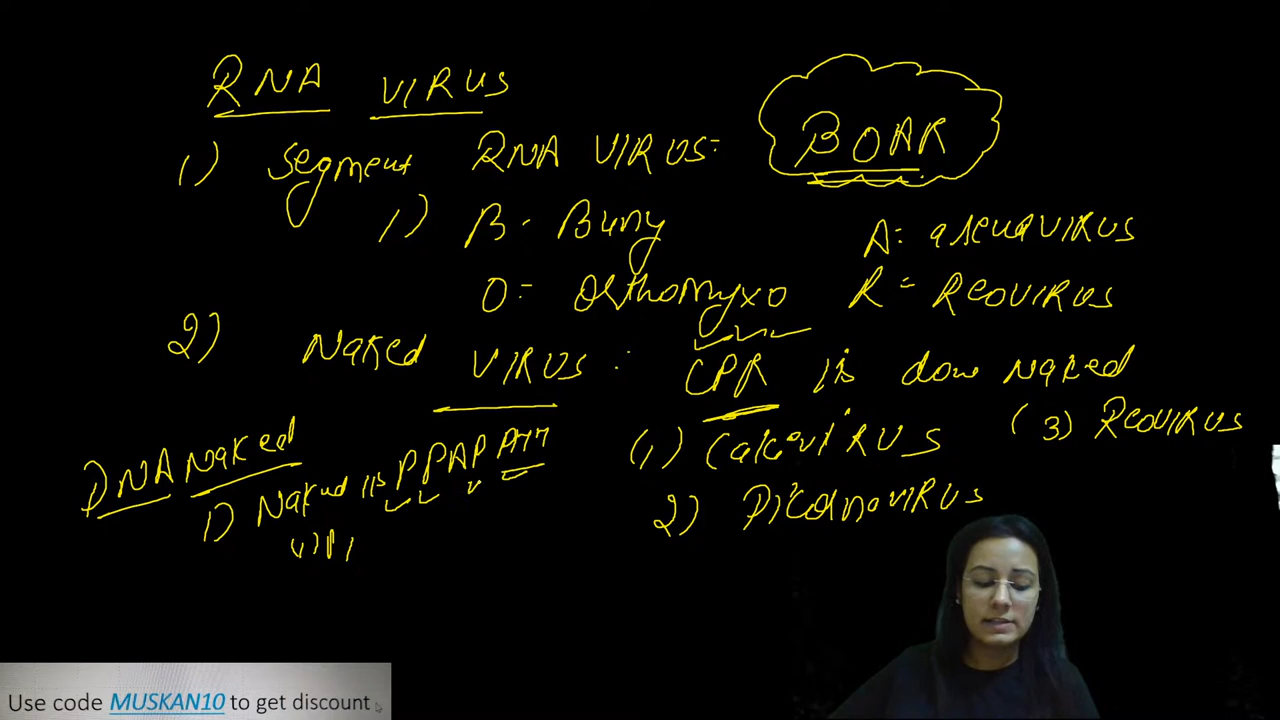 RNA VIRUS
1) Segment RNA VIRUS: BOAR
1) B - Buny
A: arenaVIRUS
O = Orthomyxo
R = REOVIRUS
2) Naked VIRUS: CPR is done naked
(1) CalciVIRUS
(3) REOVIRUS
2) PicornaVIRUS
DNA Naked
1) Naked is PPAP
Use code MUSKAN10 to get discount